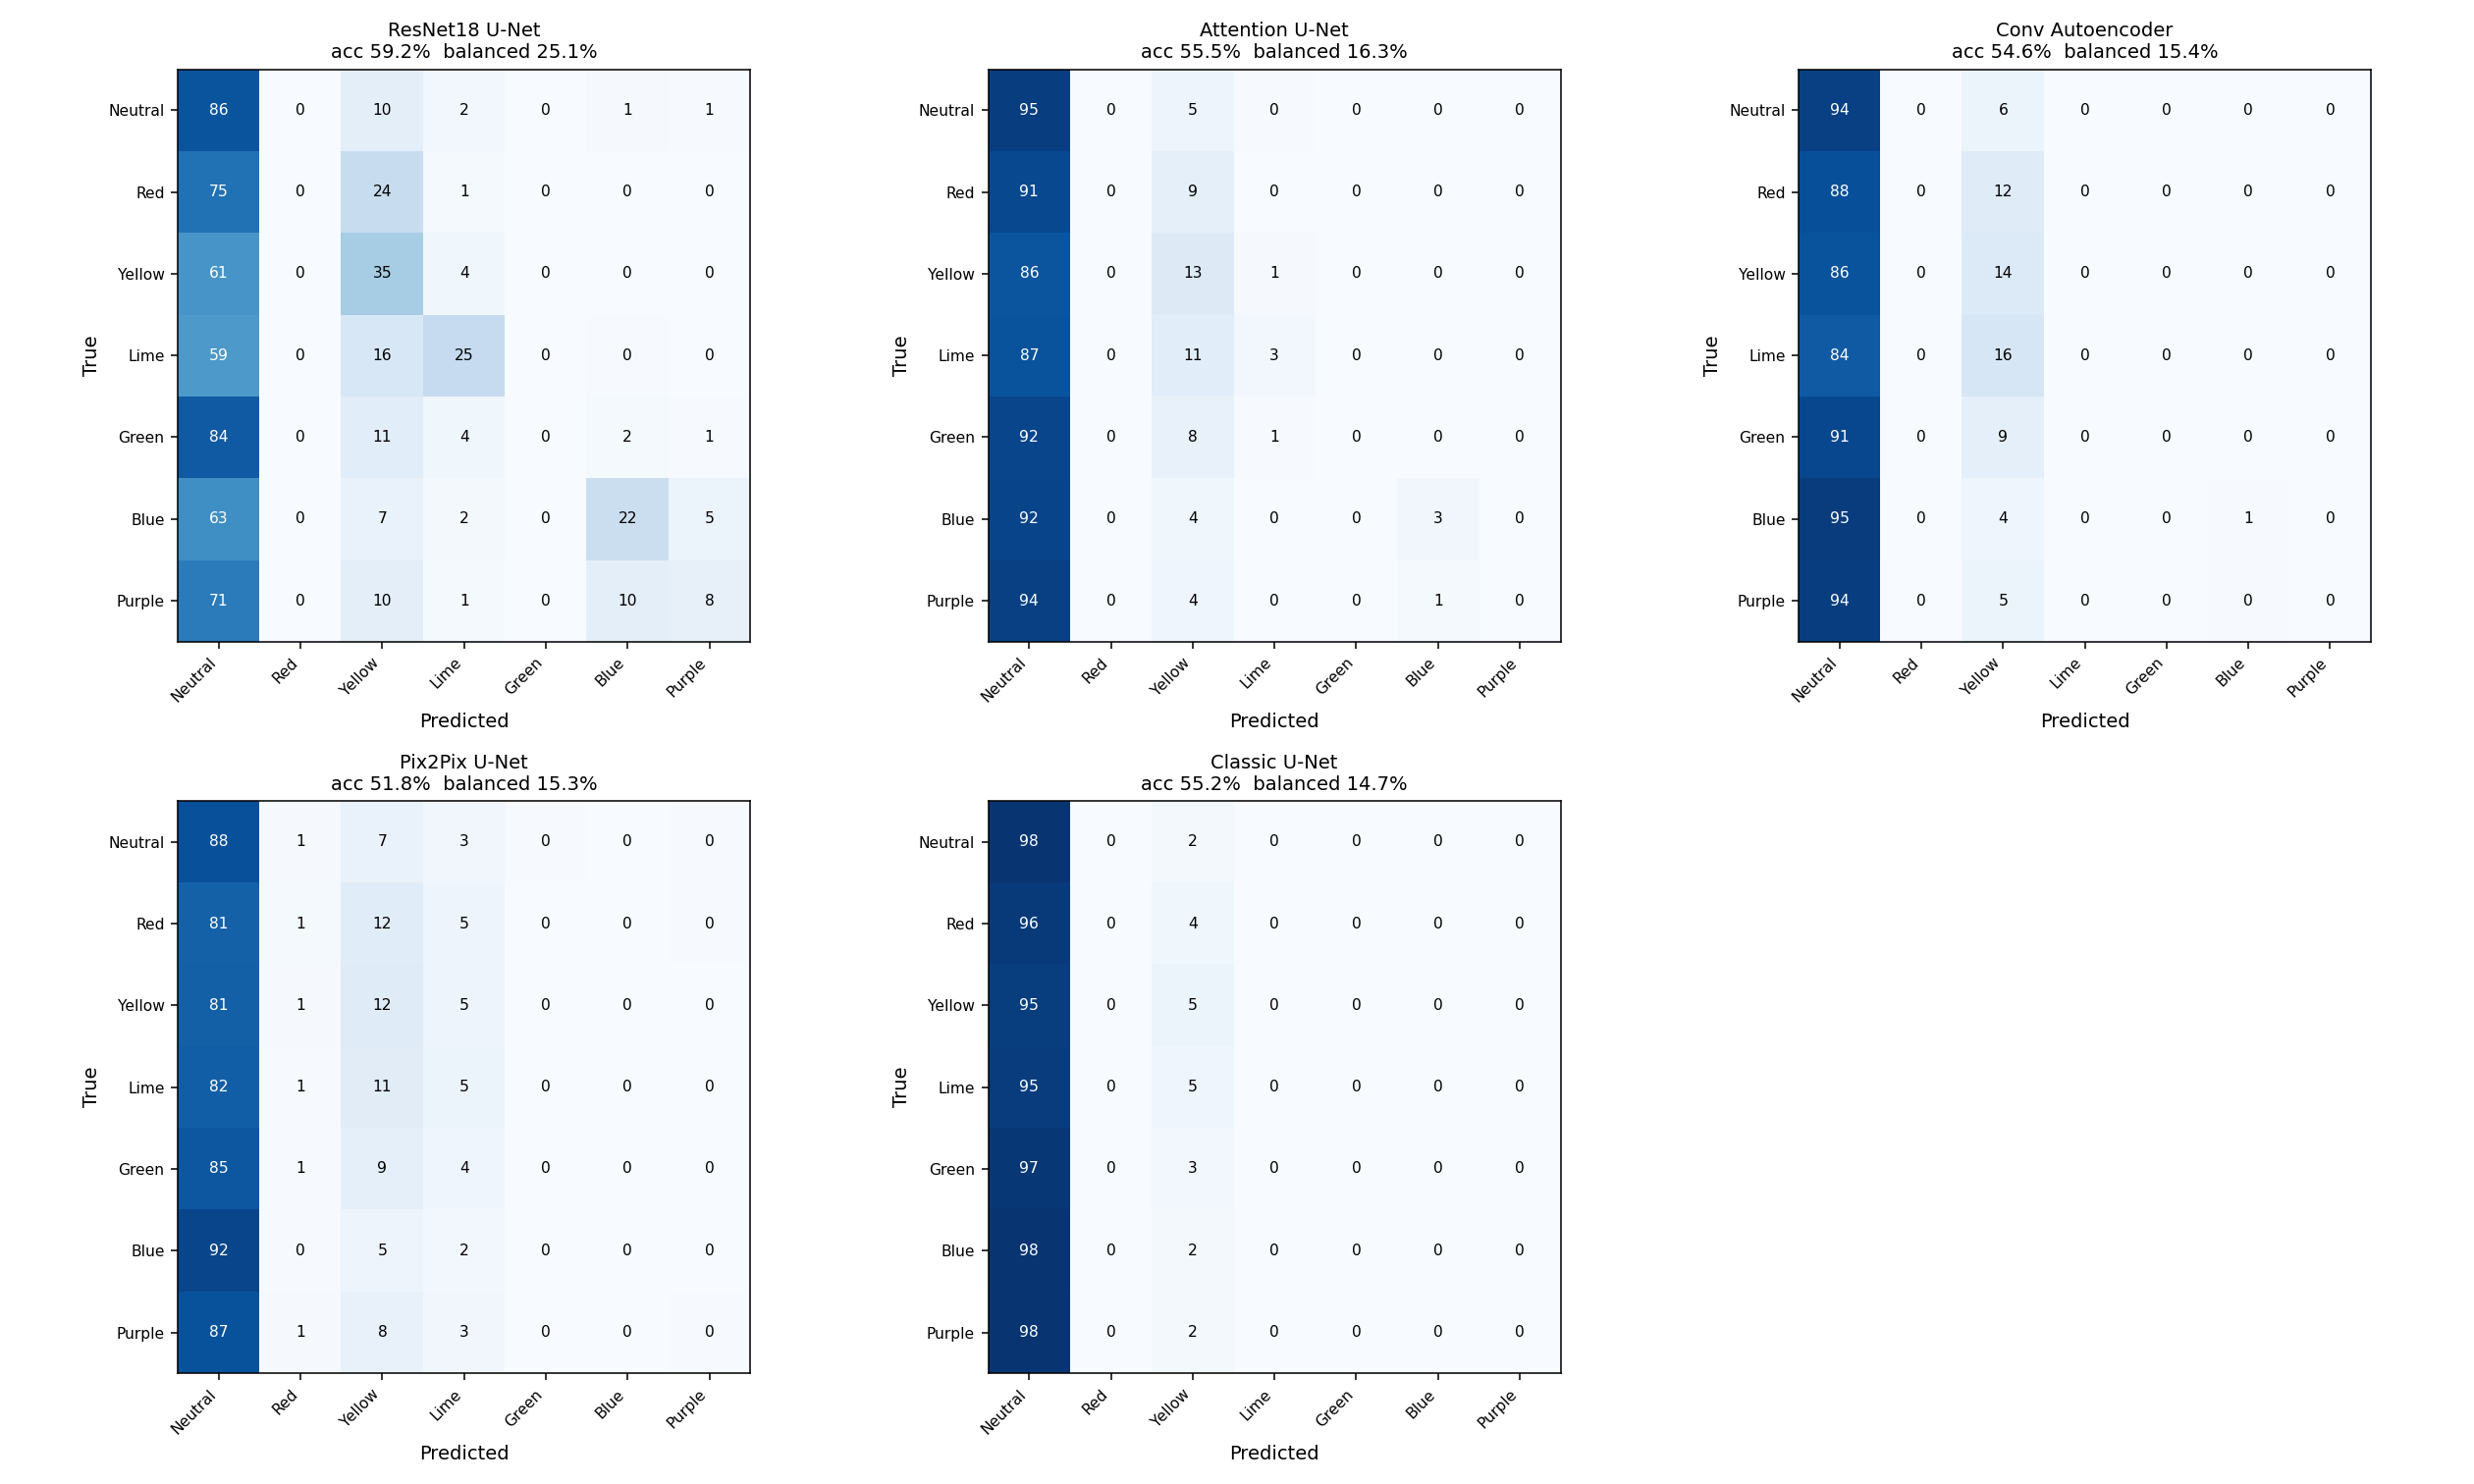 ResNet18 U-Net
acc 59.2%  balanced 25.1%
True
Neutral 86 0 10 2 0 1 1
Red 75 0 24 1 0 0 0
Yellow 61 0 35 4 0 0 0
Lime 59 0 16 25 0 0 0
Green 84 0 11 4 0 2 1
Blue 63 0 7 2 0 22 5
Purple 71 0 10 1 0 10 8
Neutral Red Yellow Lime Green Blue Purple
Predicted
Attention U-Net
acc 55.5%  balanced 16.3%
True
Neutral 95 0 5 0 0 0 0
Red 91 0 9 0 0 0 0
Yellow 86 0 13 1 0 0 0
Lime 87 0 11 3 0 0 0
Green 92 0 8 1 0 0 0
Blue 92 0 4 0 0 3 0
Purple 94 0 4 0 0 1 0
Neutral Red Yellow Lime Green Blue Purple
Predicted
Conv Autoencoder
acc 54.6%  balanced 15.4%
True
Neutral 94 0 6 0 0 0 0
Red 88 0 12 0 0 0 0
Yellow 86 0 14 0 0 0 0
Lime 84 0 16 0 0 0 0
Green 91 0 9 0 0 0 0
Blue 95 0 4 0 0 1 0
Purple 94 0 5 0 0 0 0
Neutral Red Yellow Lime Green Blue Purple
Predicted
Pix2Pix U-Net
acc 51.8%  balanced 15.3%
True
Neutral 88 1 7 3 0 0 0
Red 81 1 12 5 0 0 0
Yellow 81 1 12 5 0 0 0
Lime 82 1 11 5 0 0 0
Green 85 1 9 4 0 0 0
Blue 92 0 5 2 0 0 0
Purple 87 1 8 3 0 0 0
Neutral Red Yellow Lime Green Blue Purple
Predicted
Classic U-Net
acc 55.2%  balanced 14.7%
True
Neutral 98 0 2 0 0 0 0
Red 96 0 4 0 0 0 0
Yellow 95 0 5 0 0 0 0
Lime 95 0 5 0 0 0 0
Green 97 0 3 0 0 0 0
Blue 98 0 2 0 0 0 0
Purple 98 0 2 0 0 0 0
Neutral Red Yellow Lime Green Blue Purple
Predicted